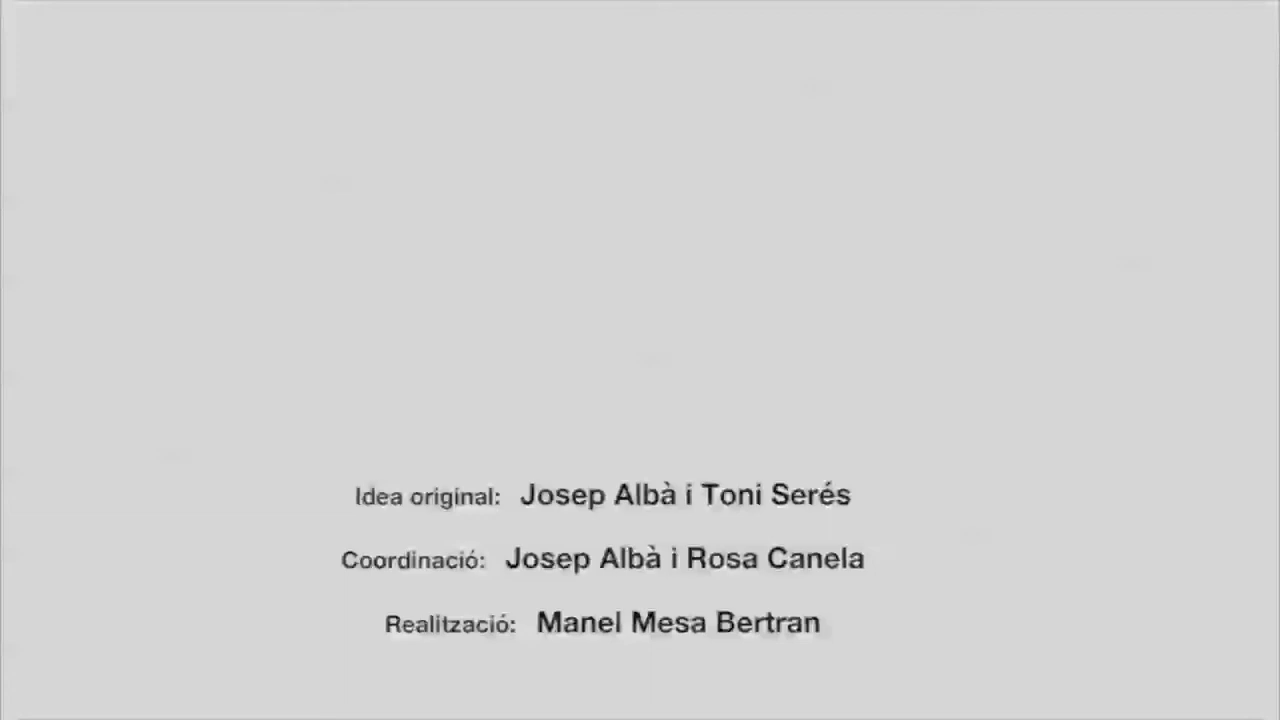 Idea original: Josep Albà i Toni Serés
Coordinació: Josep Albà i Rosa Canela
Realització: Manel Mesa Bertran